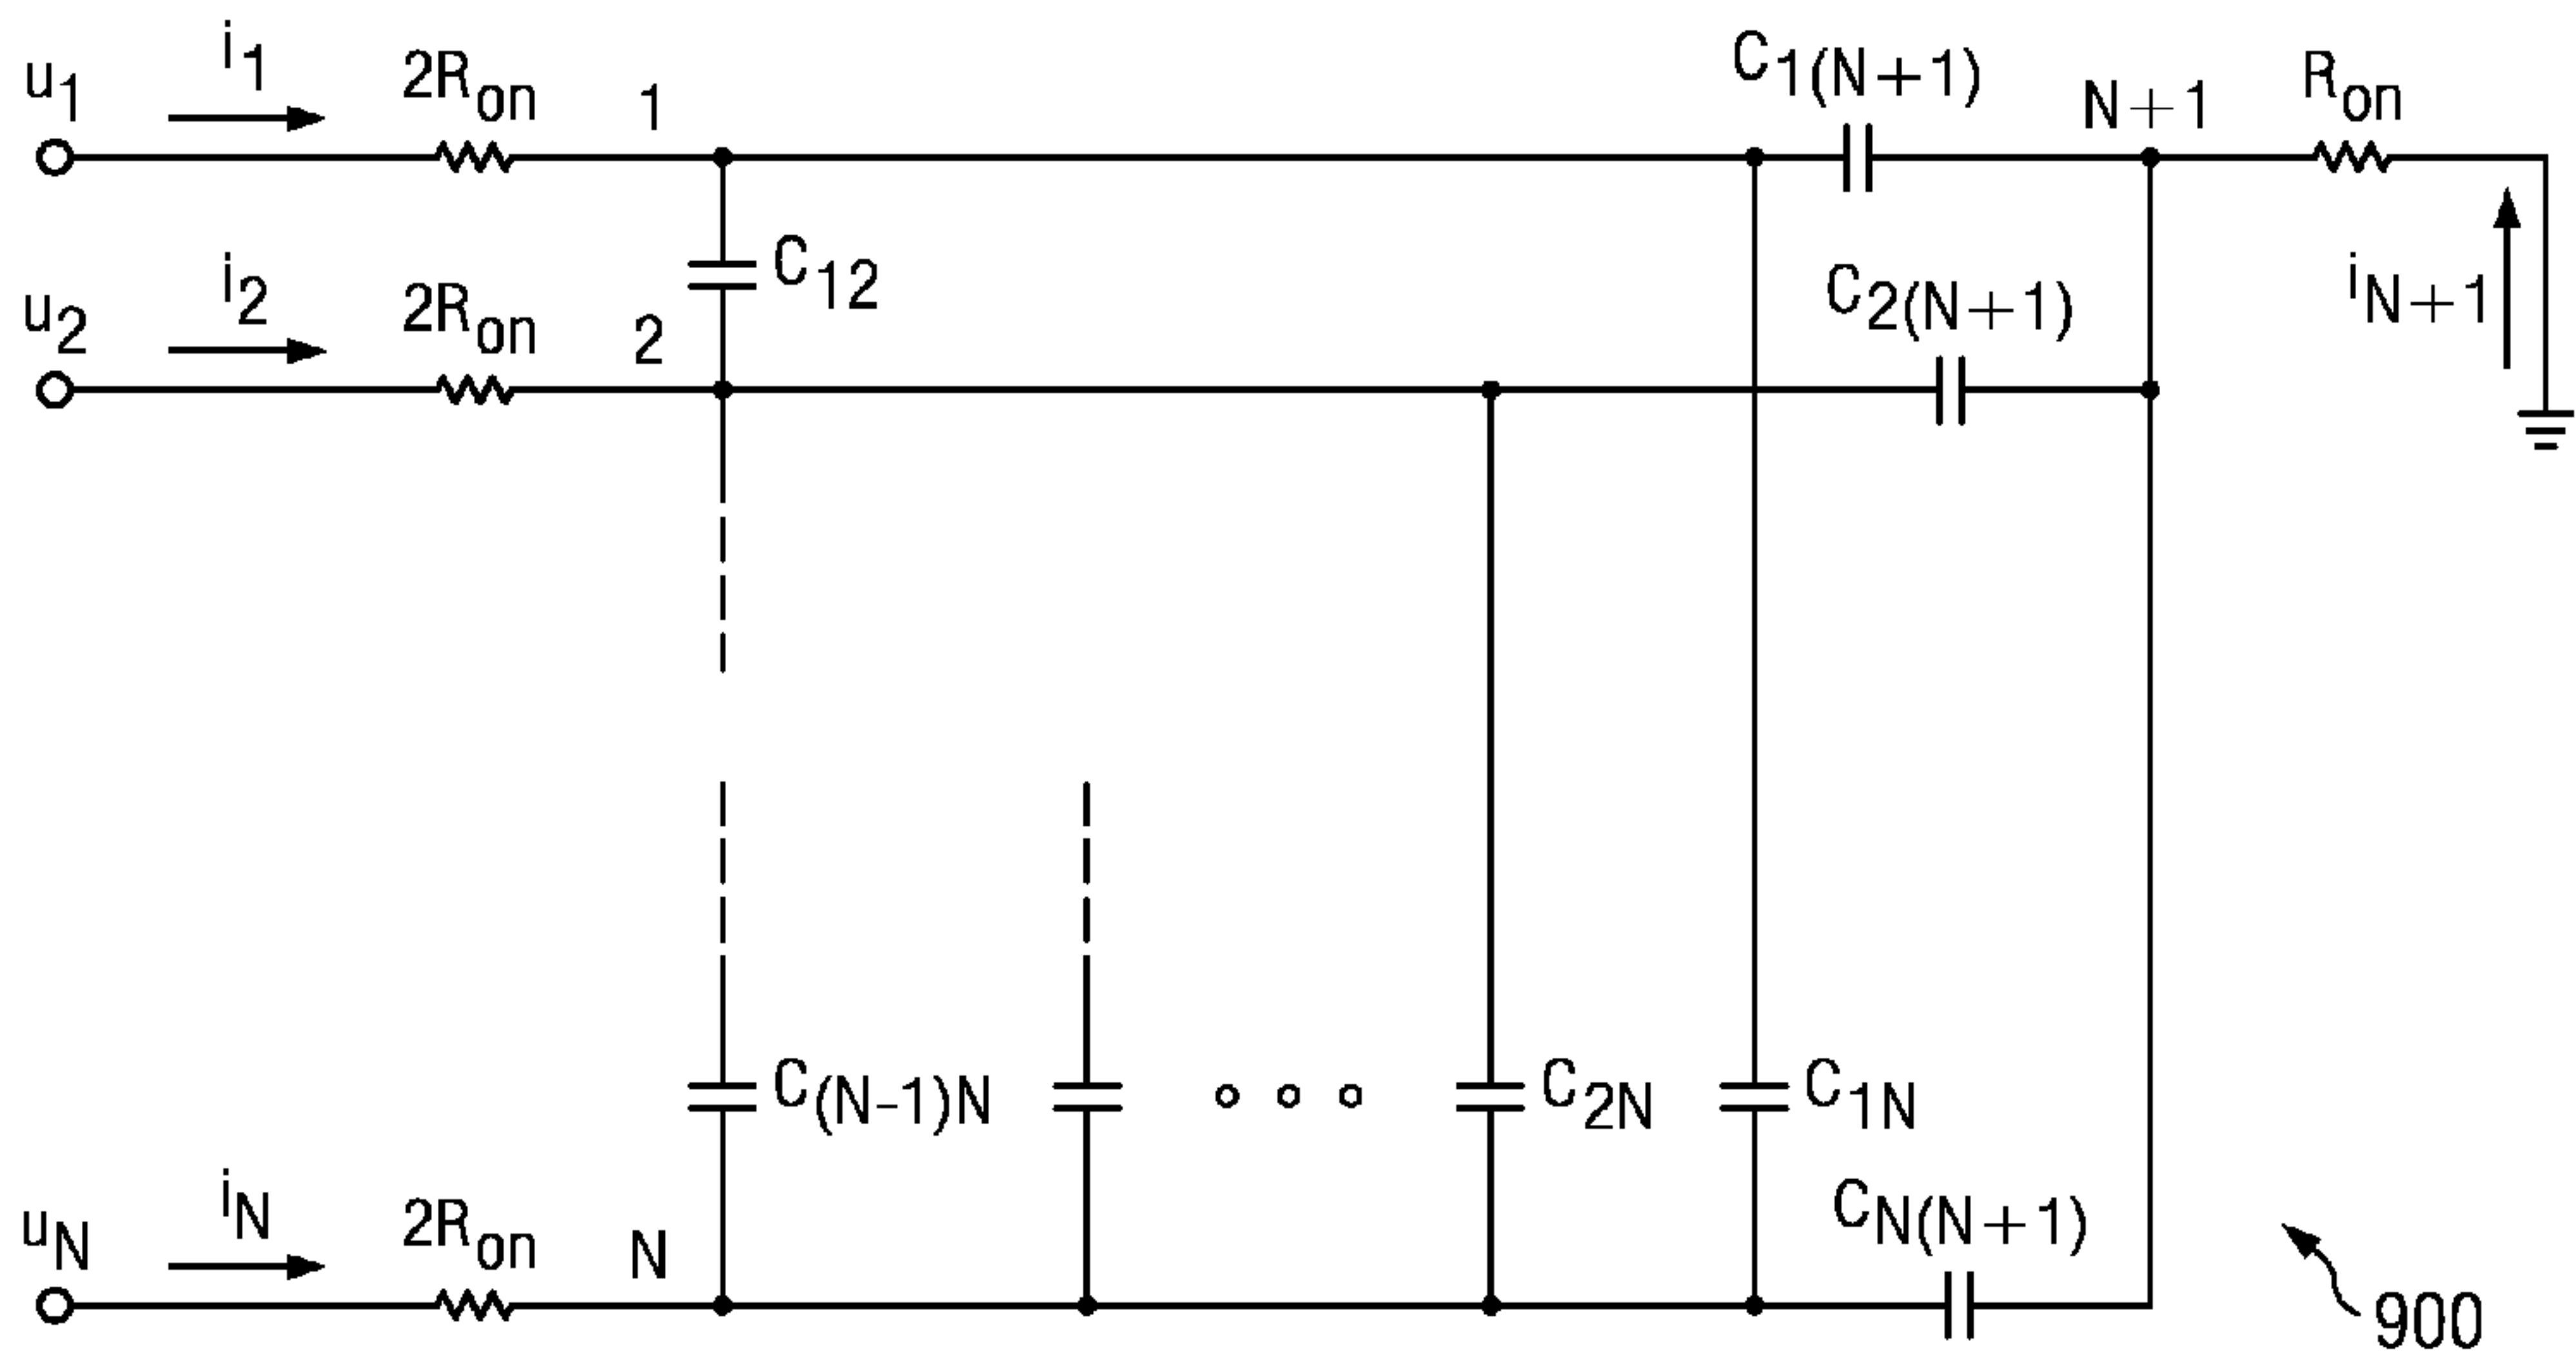 u1 i1 2Ron 1 C1(N+1) N+1 Ron
C12
u2 i2 2Ron 2 C2(N+1) iN+1
C(N-1)N C2N C1N
uN iN 2Ron N CN(N+1)
900